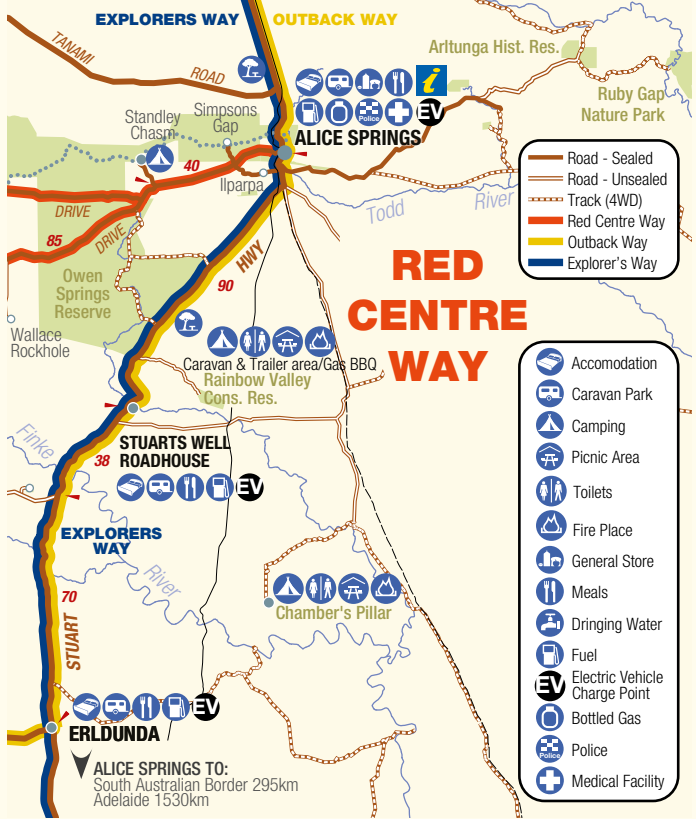 EXPLORERS WAY
OUTBACK WAY
TANAMI
ROAD
Arltunga Hist. Res.
Ruby Gap
Nature Park
i
Police
EV
ALICE SPRINGS
Standley
Chasm
Simpsons
Gap
40
Ilparpa
DRIVE
85
DRIVE
Todd
River
HWY
90
Owen
Springs
Reserve
Wallace
Rockhole
RED
CENTRE
WAY
Road - Sealed
Road - Unsealed
Track (4WD)
Red Centre Way
Outback Way
Explorer's Way
Caravan & Trailer area/Gas BBQ
Rainbow Valley
Cons. Res.
Finke
38
STUARTS WELL
ROADHOUSE
EV
EXPLORERS
WAY
River
70
STUART
Chamber's Pillar
EV
ERLDUNDA
ALICE SPRINGS TO:
South Australian Border 295km
Adelaide 1530km
Accomodation
Caravan Park
Camping
Picnic Area
Toilets
Fire Place
General Store
Meals
Dringing Water
Fuel
EV
Electric Vehicle
Charge Point
Bottled Gas
Police
Police
Medical Facility